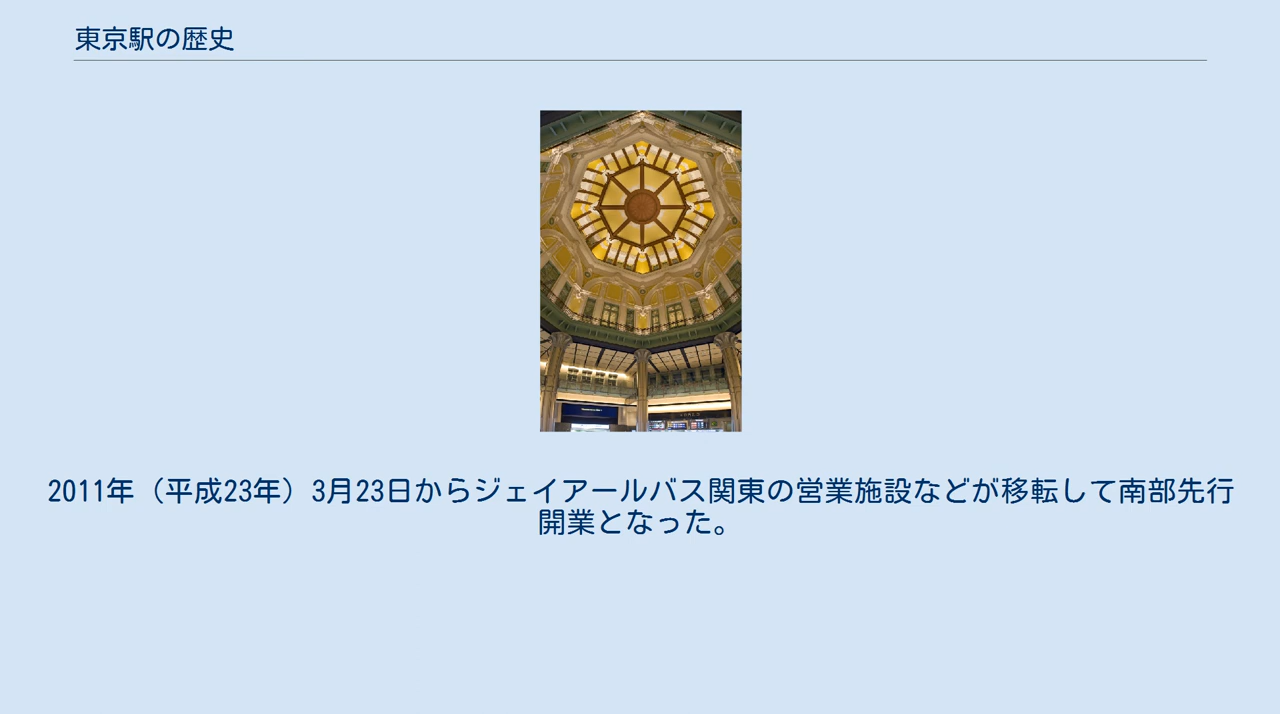 東京駅の歴史
2011年（平成23年）3月23日からジェイアールバス関東の営業施設などが移転して南部先行
開業となった。